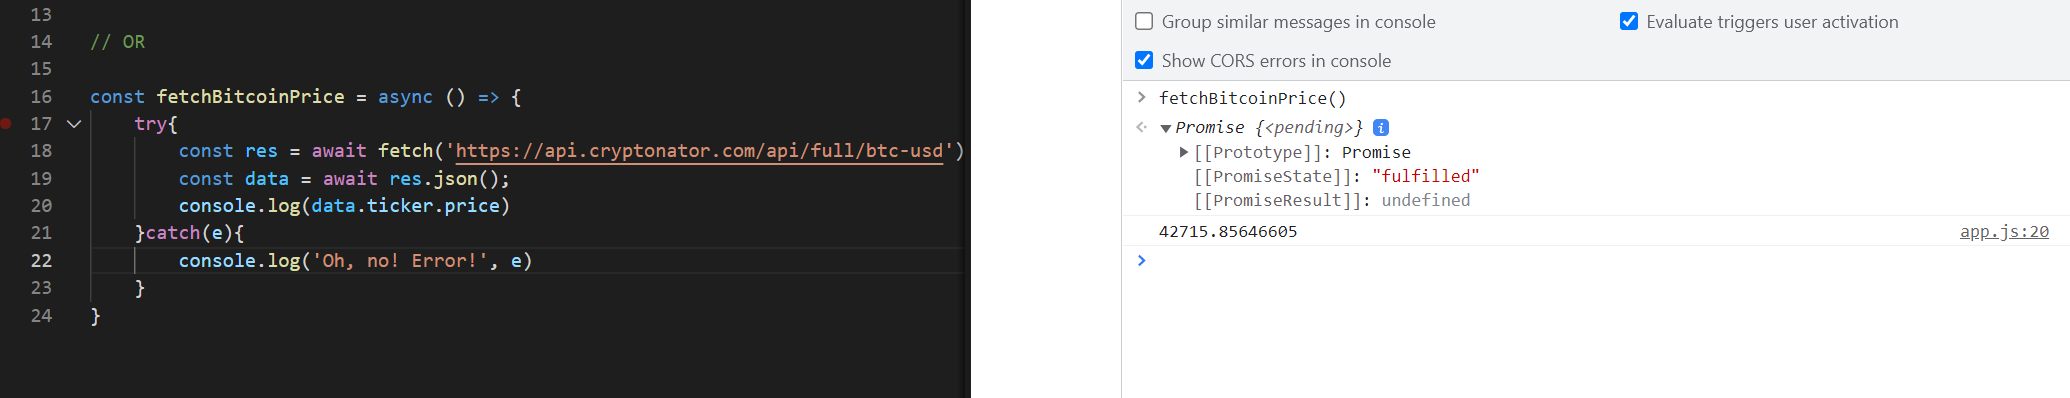 13
14 // OR
15
16 const fetchBitcoinPrice = async () => {
17 try{
18 const res = await fetch('https://api.cryptonator.com/api/full/btc-usd')
19 const data = await res.json();
20 console.log(data.ticker.price)
21 }catch(e){
22 console.log('Oh, no! Error!', e)
23 }
24 }
Group similar messages in console
Evaluate triggers user activation
Show CORS errors in console
fetchBitcoinPrice()
Promise {<pending>} i
[[Prototype]]: Promise
[[PromiseState]]: "fulfilled"
[[PromiseResult]]: undefined
42715.85646605 app.js:20